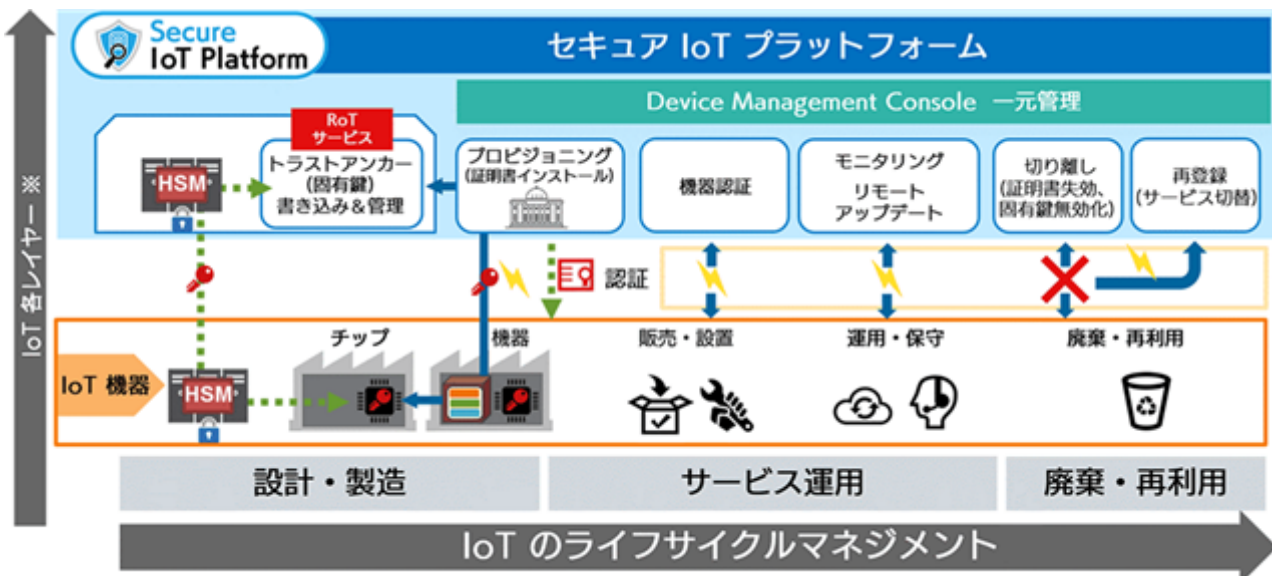 Secure
IoT Platform
セキュア IoT プラットフォーム
Device Management Console 一元管理
RoT
サービス
HSM
トラストアンカー
(固有鍵)
書き込み＆管理
プロビジョニング
(証明書インストール)
機器認証
モニタリング
リモート
アップデート
切り離し
(証明書失効、
固有鍵無効化)
再登録
(サービス切替)
IoT 各レイヤー ※
認証
チップ
機器
販売・設置
運用・保守
廃棄・再利用
IoT 機器
HSM
設計・製造
サービス運用
廃棄・再利用
IoT のライフサイクルマネジメント